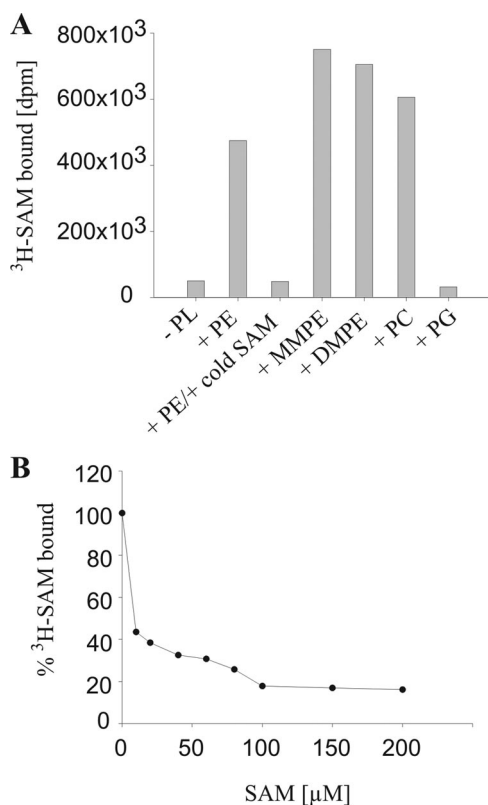 A
³H-SAM bound [dpm]
800x10³
600x10³
400x10³
200x10³
0
- PL
+ PE
+ PE/+ cold SAM
+ MMPE
+ DMPE
+ PC
+ PG
B
% ³H-SAM bound
120
100
80
60
40
20
0
0 50 100 150 200
SAM [µM]